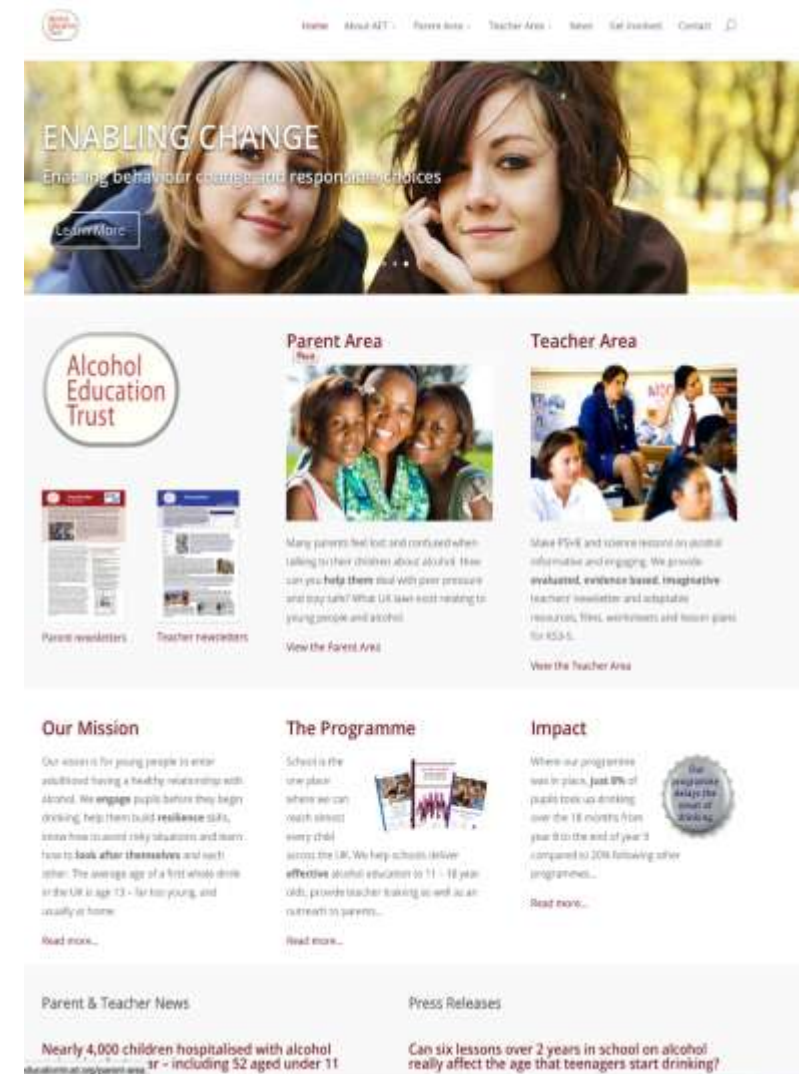 Alcohol
Education
Trust
Home About AET Parent Area Teacher Area News Get Involved Contact
ENABLING CHANGE
Enabling behaviour change and responsible choices
Learn More
Alcohol
Education
Trust
Parent newsletters
Teacher newsletters
Parent Area
Many parents feel lost and confused when
talking to their children about alcohol. How
can you help them deal with peer pressure
and stay safe? What UK laws exist relating to
young people and alcohol.
View the Parent Area
Teacher Area
Make PSHE and science lessons on alcohol
informative and engaging. We provide
evaluated, evidence based, imaginative
teachers' newsletter and adaptable
resources, films, worksheets and lesson plans
for KS3-5.
View the Teacher Area
Our Mission
Our vision is for young people to enter
adulthood having a healthy relationship with
alcohol. We engage pupils before they begin
drinking, help them build resilience skills,
know how to avoid risky situations and learn
how to look after themselves and each
other. The average age of a first whole drink
in the UK is age 13 – far too young, and
usually at home.
Read more...
The Programme
School is the
one place
where we can
reach almost
every child
across the UK. We help schools deliver
effective alcohol education to 11 – 18 year
olds, provide teacher training as well as an
outreach to parents...
Read more...
Impact
Where our programme
was in place, just 8% of
pupils took up drinking
over the 18 months from
year 8 to the end of year 9
compared to 20% following other
programmes...
Our
programme
delays the
onset of
drinking
Read more...
Parent & Teacher News
Nearly 4,000 children hospitalised with alcohol
ar – including 52 aged under 11
Press Releases
Can six lessons over 2 years in school on alcohol
really affect the age that teenagers start drinking?